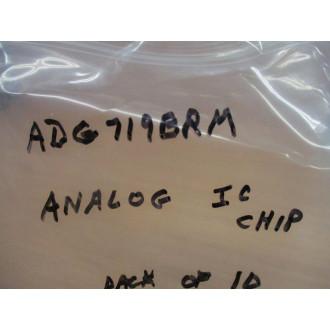 ADG719BRM
ANALOG IC
CHIP
PACK OF 10